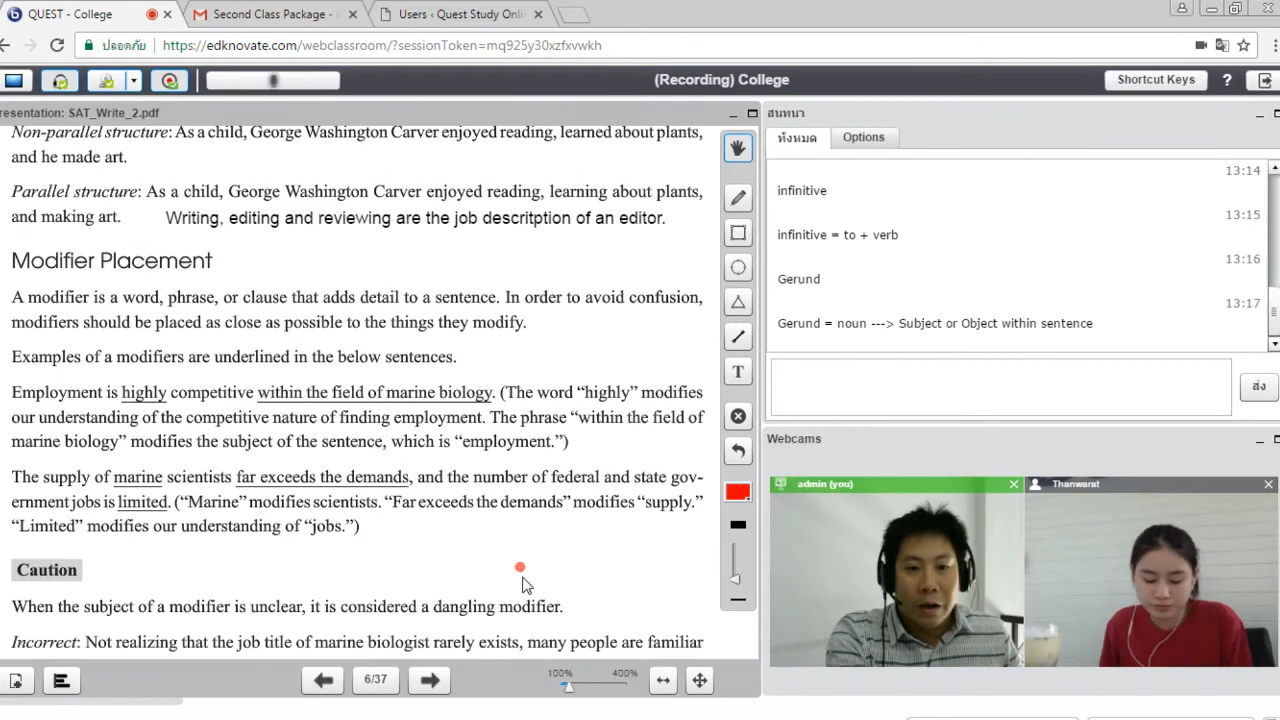 QUEST - College
Second Class Package -
Users ‹ Quest Study Onli
ปลอดภัย
https://edknovate.com/webclassroom/?sessionToken=mq925y30xzfxvwkh
(Recording) College
Shortcut Keys
?
resentation: SAT_Write_2.pdf
Non-parallel structure: As a child, George Washington Carver enjoyed reading, learned about plants,
and he made art.
Parallel structure: As a child, George Washington Carver enjoyed reading, learning about plants,
and making art.
Writing, editing and reviewing are the job descritption of an editor.
Modifier Placement
A modifier is a word, phrase, or clause that adds detail to a sentence. In order to avoid confusion,
modifiers should be placed as close as possible to the things they modify.
Examples of a modifiers are underlined in the below sentences.
Employment is highly competitive within the field of marine biology. (The word “highly” modifies
our understanding of the competitive nature of finding employment. The phrase “within the field of
marine biology” modifies the subject of the sentence, which is “employment.”)
The supply of marine scientists far exceeds the demands, and the number of federal and state gov-
ernment jobs is limited. (“Marine” modifies scientists. “Far exceeds the demands” modifies “supply.”
“Limited” modifies our understanding of “jobs.”)
Caution
When the subject of a modifier is unclear, it is considered a dangling modifier.
Incorrect: Not realizing that the job title of marine biologist rarely exists, many people are familiar
6/37
100%
400%
T
สนทนา
ทั้งหมด
Options
13:14
infinitive
13:15
infinitive = to + verb
13:16
Gerund
13:17
Gerund = noun ---> Subject or Object within sentence
ส่ง
Webcams
admin (you)
Thanwarat